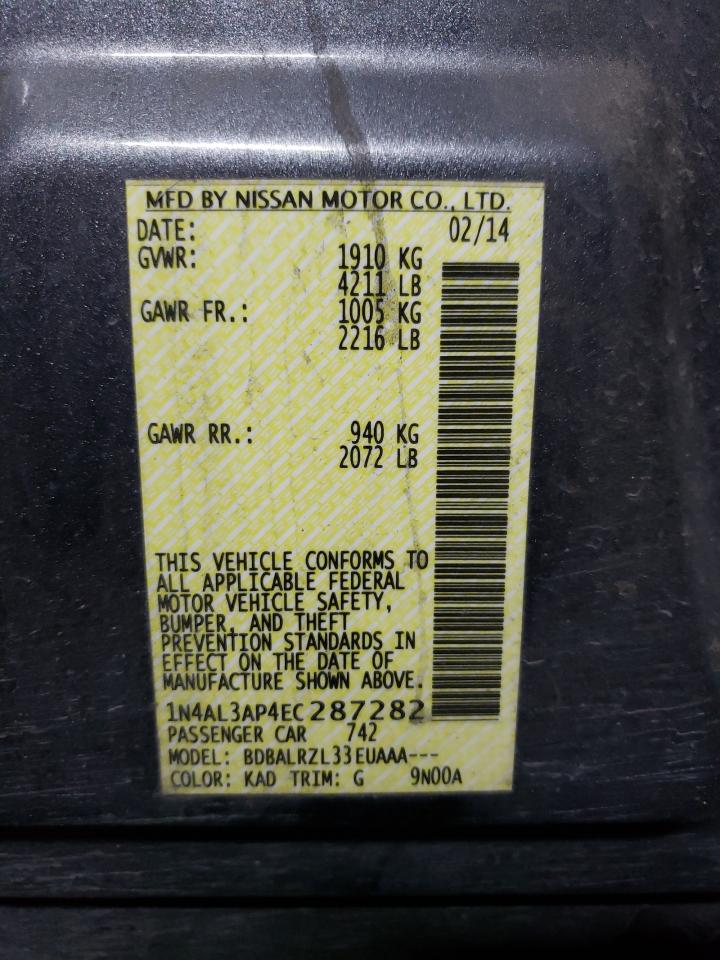 MFD BY NISSAN MOTOR CO., LTD.
DATE: 02/14
GVWR: 1910 KG
4211 LB
GAWR FR.: 1005 KG
2216 LB
GAWR RR.: 940 KG
2072 LB
THIS VEHICLE CONFORMS TO
ALL APPLICABLE FEDERAL
MOTOR VEHICLE SAFETY,
BUMPER, AND THEFT
PREVENTION STANDARDS IN
EFFECT ON THE DATE OF
MANUFACTURE SHOWN ABOVE.
1N4AL3AP4EC287282
PASSENGER CAR 742
MODEL: BDBALRZL33EUAAA---
COLOR: KAD TRIM: G 9N00A